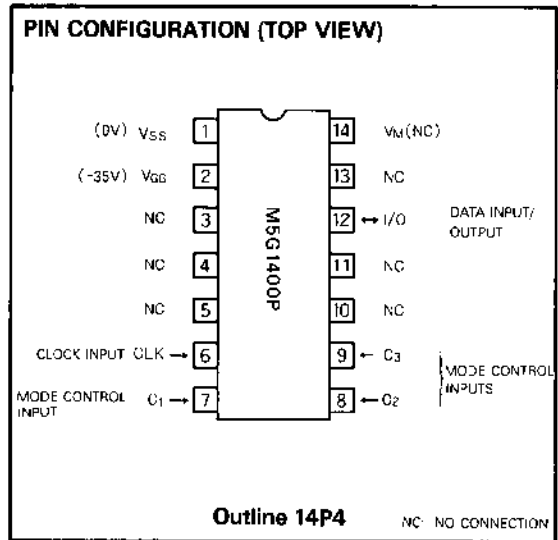 PIN CONFIGURATION (TOP VIEW)
(0V) VSS 1 14 VM(NC)
(-35V) VGG 2 13 NC
NC 3 12 ↔ I/O DATA INPUT/
OUTPUT
NC 4 11 NC
NC 5 10 NC
M5G1400P
CLOCK INPUT CLK → 6 9 ← C3
MODE CONTROL
INPUTS
MODE CONTROL
INPUT C1 → 7 8 ← C2
Outline 14P4 NC: NO CONNECTION